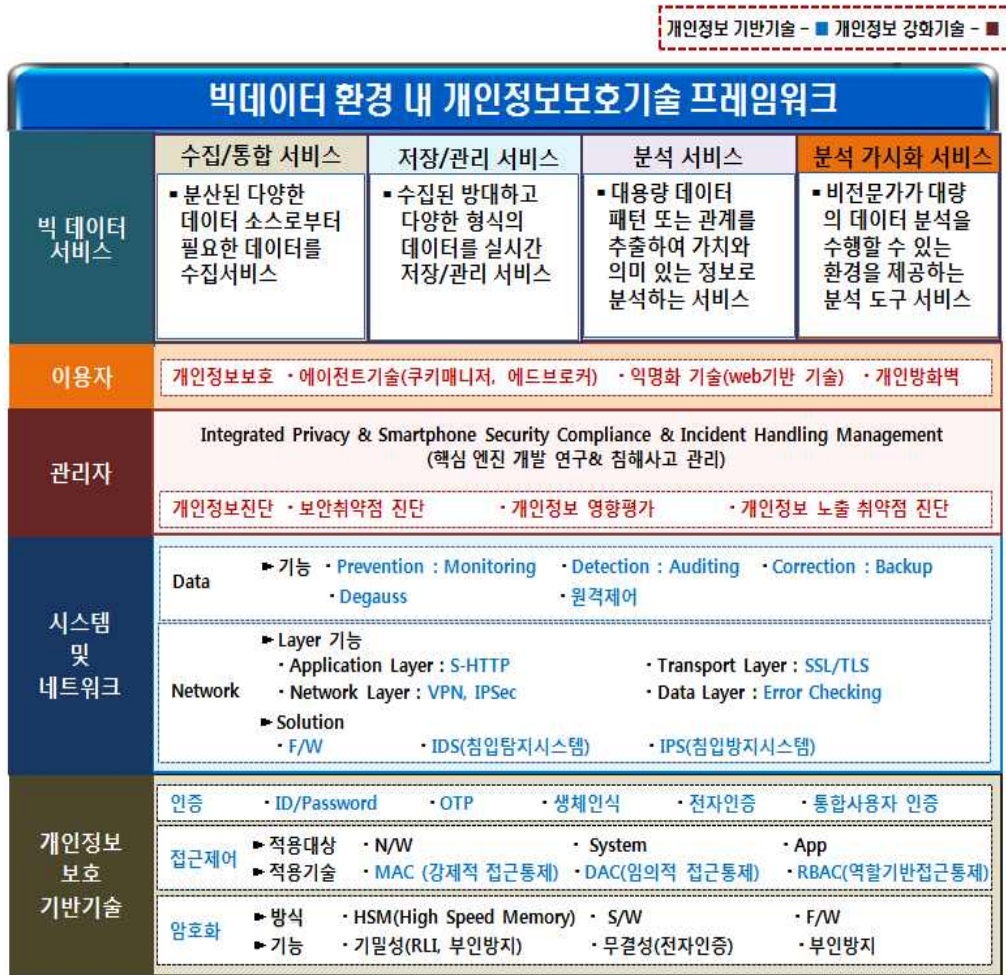 개인정보 기반기술 - ■ 개인정보 강화기술 - ■
빅데이터 환경 내 개인정보보호기술 프레임워크
수집/통합 서비스 저장/관리 서비스 분석 서비스 분석 가시화 서비스
빅 데이터
서비스
▪ 분산된 다양한
데이터 소스로부터
필요한 데이터를
수집서비스
▪ 수집된 방대하고
다양한 형식의
데이터를 실시간
저장/관리 서비스
▪ 대용량 데이터
패턴 또는 관계를
추출하여 가치와
의미 있는 정보로
분석하는 서비스
▪ 비전문가가 대량
의 데이터 분석을
수행할 수 있는
환경을 제공하는
분석 도구 서비스
이용자
개인정보보호 · 에이전트기술(쿠키매니저, 에드브로커) · 익명화 기술(web기반 기술) · 개인방화벽
관리자
Integrated Privacy & Smartphone Security Compliance & Incident Handling Management
(핵심 엔진 개발 연구& 침해사고 관리)
개인정보진단 · 보안취약점 진단 · 개인정보 영향평가 · 개인정보 노출 취약점 진단
시스템
및
네트워크
Data ► 기능 · Prevention : Monitoring · Detection : Auditing · Correction : Backup
· Degauss · 원격제어
Network
► Layer 기능
· Application Layer : S-HTTP · Transport Layer : SSL/TLS
· Network Layer : VPN, IPSec · Data Layer : Error Checking
► Solution
· F/W · IDS(침입탐지시스템) · IPS(침입방지시스템)
개인정보
보호
기반기술
인증 · ID/Password · OTP · 생체인식 · 전자인증 · 통합사용자 인증
접근제어 ► 적용대상 · N/W · System · App
► 적용기술 · MAC (강제적 접근통제) · DAC(임의적 접근통제) · RBAC(역할기반접근통제)
암호화 ► 방식 · HSM(High Speed Memory) · S/W · F/W
► 기능 · 기밀성(RLI, 부인방지) · 무결성(전자인증) · 부인방지